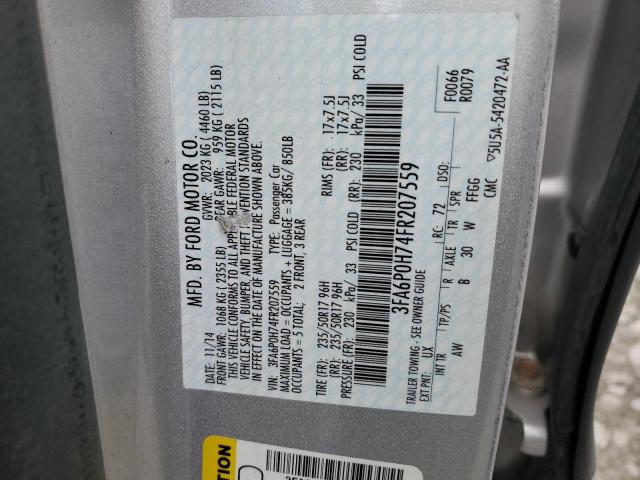 MFD. BY FORD MOTOR CO.
DATE: 11/14 GVWR: 2023 KG ( 4460 LB)
FRONT GAWR: 1068 KG ( 2355 LB) REAR GAWR: 959 KG ( 2115 LB)
THIS VEHICLE CONFORMS TO ALL APPLICABLE FEDERAL MOTOR
VEHICLE SAFETY, BUMPER, AND THEFT PREVENTION STANDARDS
IN EFFECT ON THE DATE OF MANUFACTURE SHOWN ABOVE.
VIN: 3FA6P0H74FR207559 TYPE: Passenger Car
MAXIMUM LOAD = OCCUPANTS + LUGGAGE = 385KG/ 850LB
OCCUPANTS = 5 TOTAL; 2 FRONT, 3 REAR
TIRE (FR): 235/50R17 96H RIMS (FR): 17x7.5J
(RR): 235/50R17 96H (RR): 17x7.5J
PRESSURE (FR): 230 kPa/ 33 PSI COLD (RR): 230 kPa/ 33 PSI COLD
3FA6P0H74FR207559
F0066
R0079
TRAILER TOWING - SEE OWNER GUIDE
EXT PNT: UX RC: 72 DSO:
INT TR TP/PS R AXLE TR SPR
AW B 30 W FFGG
CMC ▽5U5A-5420472-AA